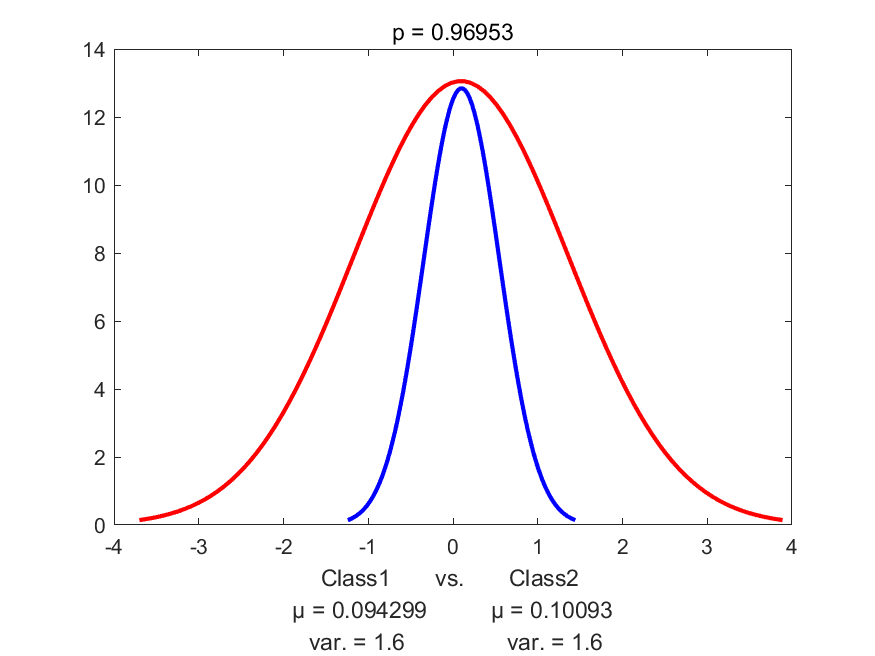 p = 0.96953
14
12
10
8
6
4
2
0
-4 -3 -2 -1 0 1 2 3 4
Class1 vs. Class2
μ = 0.094299 μ = 0.10093
var. = 1.6 var. = 1.6